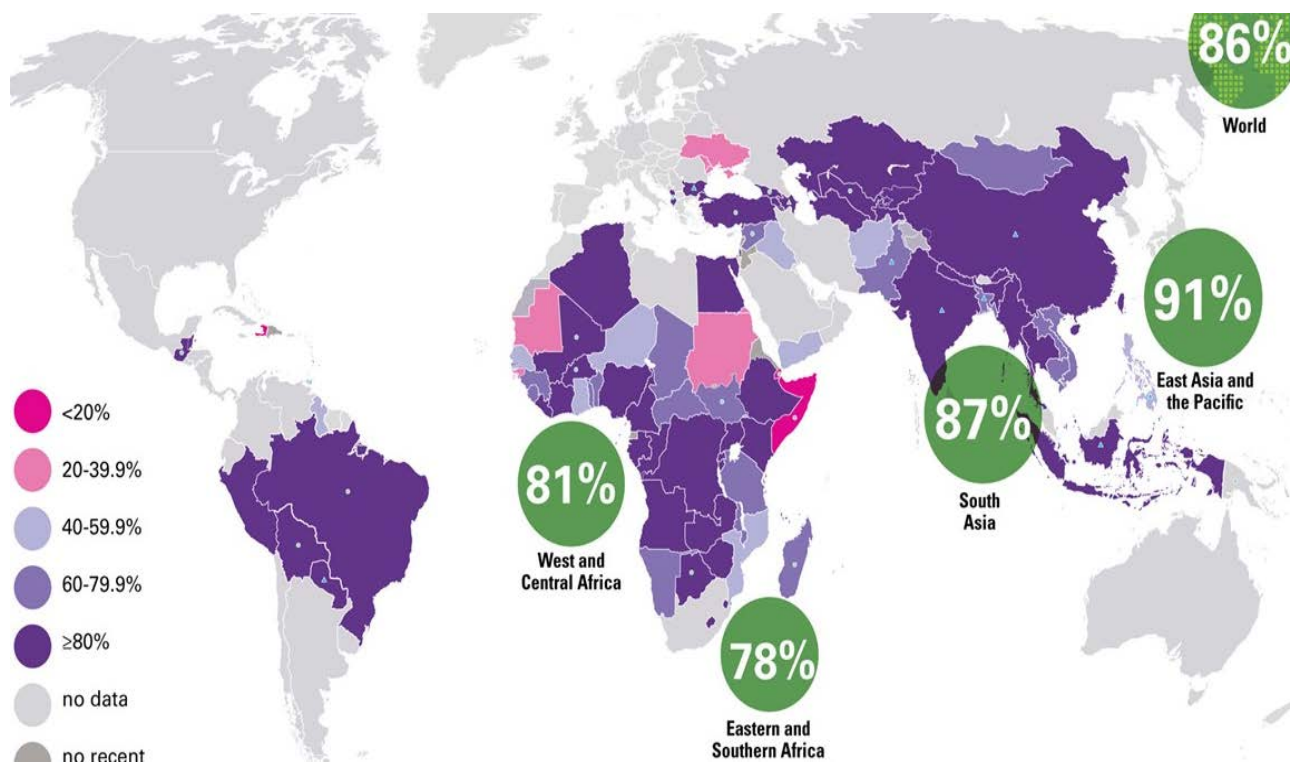 86%
World
91%
East Asia and
the Pacific
<20%
20-39.9%
40-59.9%
60-79.9%
≥80%
no data
no recent
87%
South
Asia
81%
West and
Central Africa
78%
Eastern and
Southern Africa